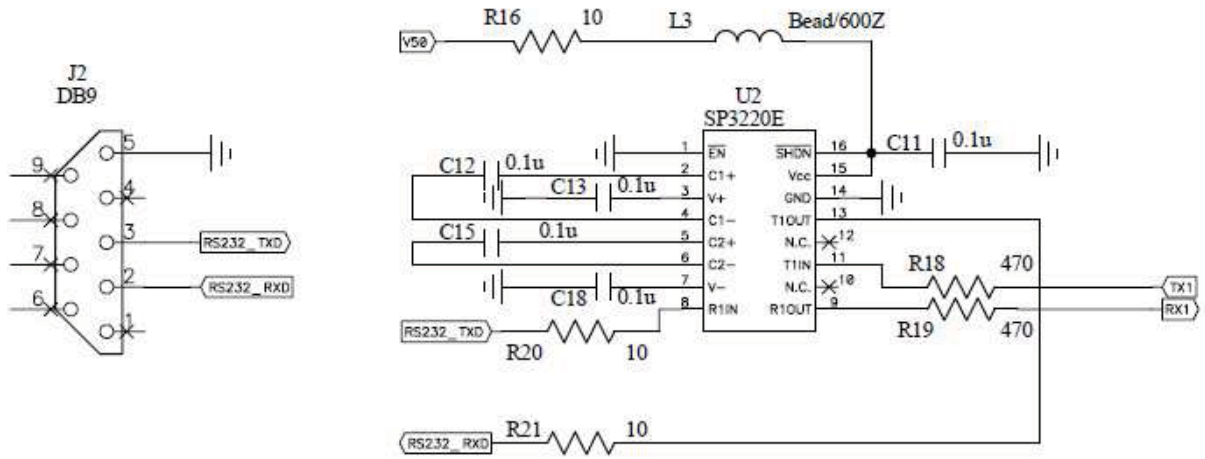 R16 10 L3 Bead/600Z
V50
J2
DB9
U2
SP3220E
5
9
4
8
3
RS232_TXD
7
2
RS232_RXD
6
1
1 EN SHDN 16 C11 0.1u
C12 0.1u 2 C1+ Vcc 15
C13 0.1u 3 V+ GND 14
4 C1- T1OUT 13
C15 0.1u 5 C2+ N.C. 12
6 C2- T1IN 11 R18 470 TX1
C18 0.1u 7 V- N.C. 10
8 R1IN R1OUT 9 R19 470 RX1
RS232_TXD R20 10
RS232_RXD R21 10